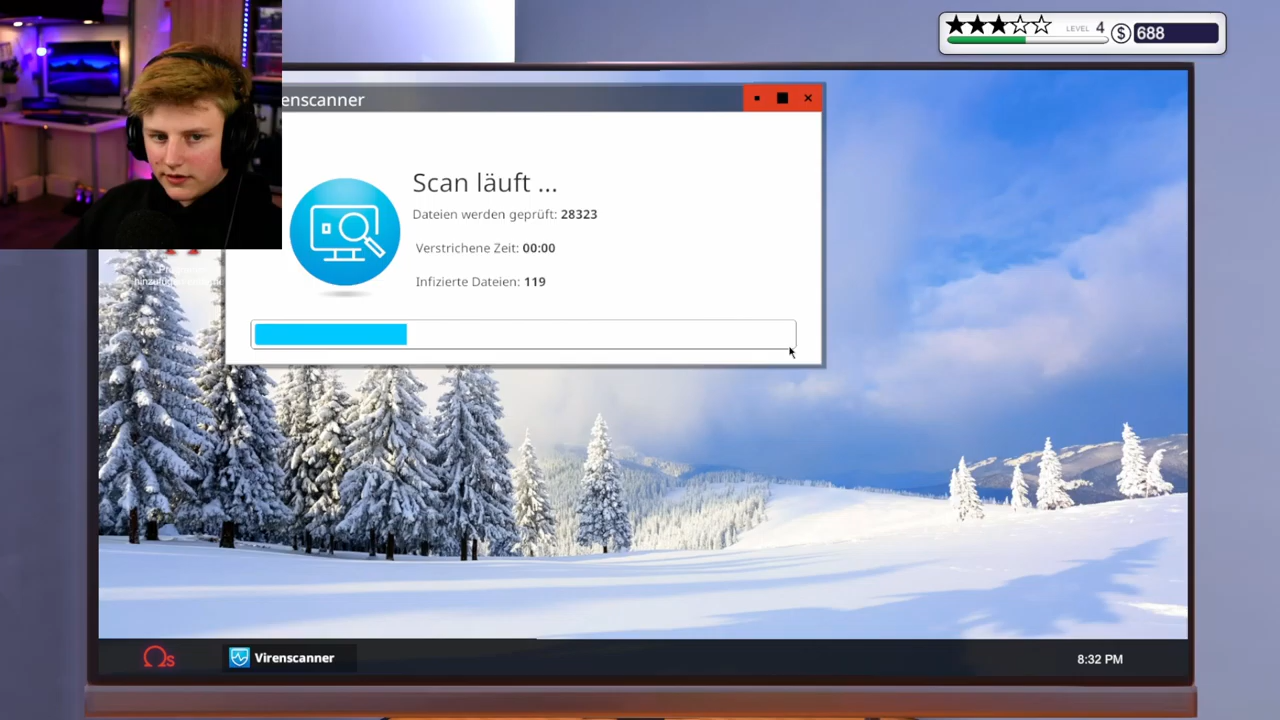 LEVEL 4
$ 688
enscanner
Scan läuft ...
Dateien werden geprüft: 28323
Verstrichene Zeit: 00:00
Infizierte Dateien: 119
Ωs
Virenscanner
8:32 PM